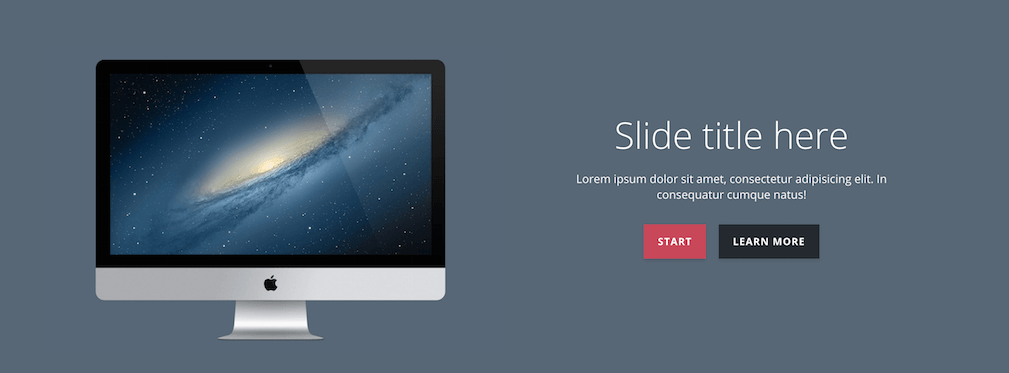 Slide title here
Lorem ipsum dolor sit amet, consectetur adipisicing elit. In
consequatur cumque natus!
START
LEARN MORE